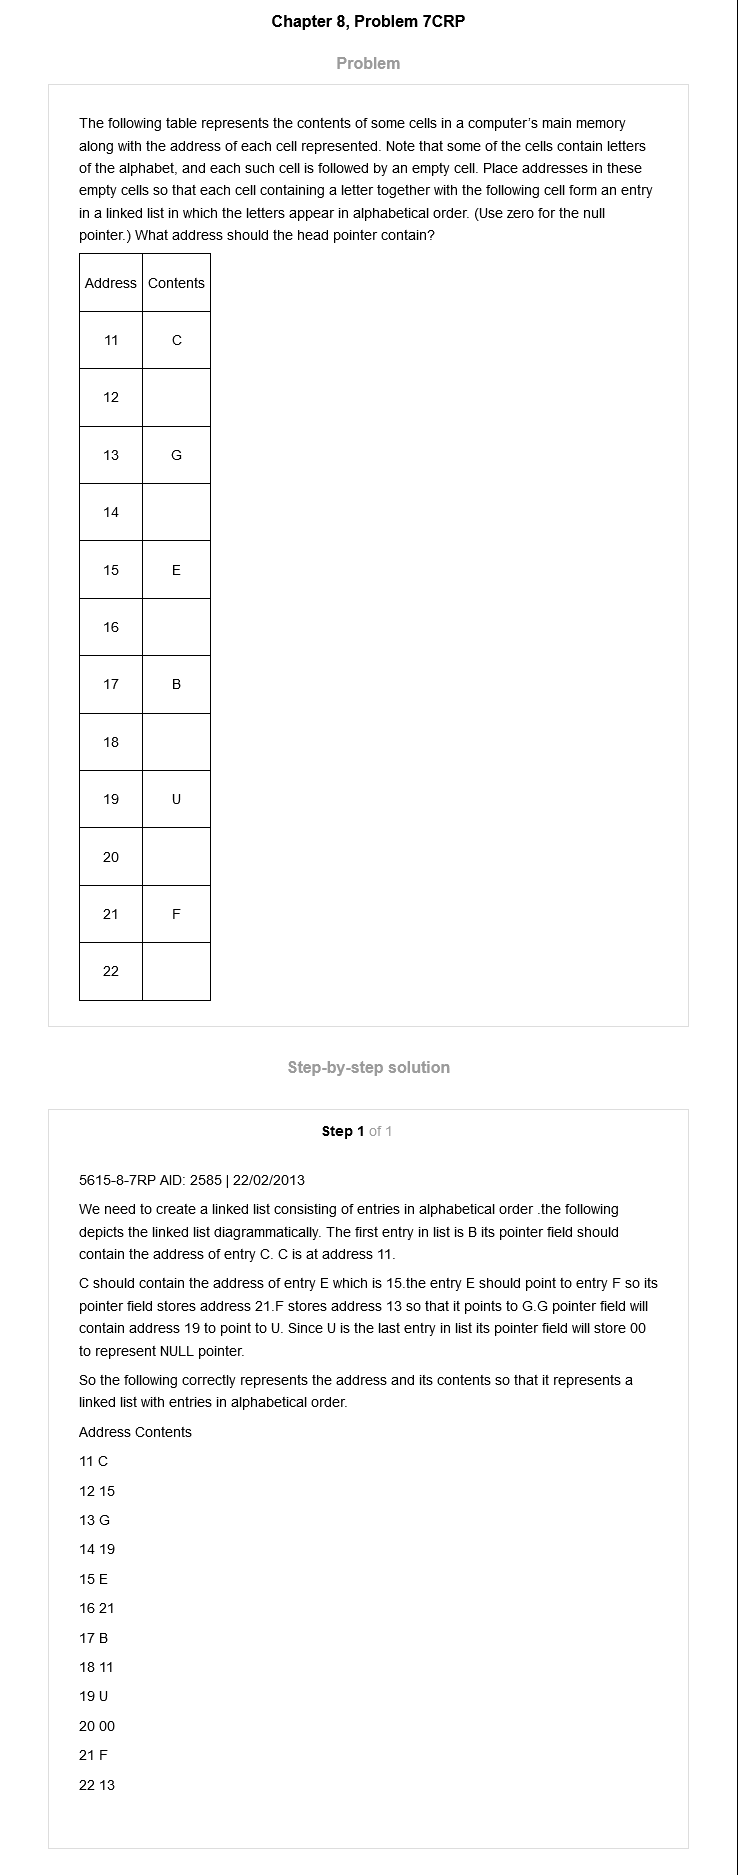 Chapter 8, Problem 7CRP
Problem
The following table represents the contents of some cells in a computer's main memory
along with the address of each cell represented. Note that some of the cells contain letters
of the alphabet, and each such cell is followed by an empty cell. Place addresses in these
empty cells so that each cell containing a letter together with the following cell form an entry
in a linked list in which the letters appear in alphabetical order. (Use zero for the null
pointer.) What address should the head pointer contain?
Address Contents
11 C
12
13 G
14
15 E
16
17 B
18
19 U
20
21 F
22
Step-by-step solution
Step 1 of 1
5615-8-7RP AID: 2585 | 22/02/2013
We need to create a linked list consisting of entries in alphabetical order .the following
depicts the linked list diagrammatically. The first entry in list is B its pointer field should
contain the address of entry C. C is at address 11.
C should contain the address of entry E which is 15.the entry E should point to entry F so its
pointer field stores address 21.F stores address 13 so that it points to G.G pointer field will
contain address 19 to point to U. Since U is the last entry in list its pointer field will store 00
to represent NULL pointer.
So the following correctly represents the address and its contents so that it represents a
linked list with entries in alphabetical order.
Address Contents
11 C
12 15
13 G
14 19
15 E
16 21
17 B
18 11
19 U
20 00
21 F
22 13